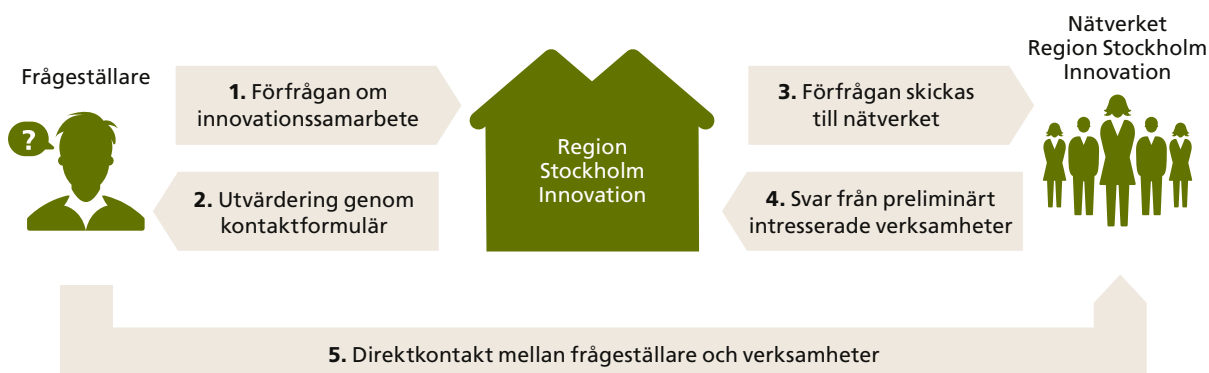 Frågeställare
?
1. Förfrågan om
innovationssamarbete
2. Utvärdering genom
kontaktformulär
Region
Stockholm
Innovation
3. Förfrågan skickas
till nätverket
4. Svar från preliminärt
intresserade verksamheter
Nätverket
Region Stockholm
Innovation
5. Direktkontakt mellan frågeställare och verksamheter